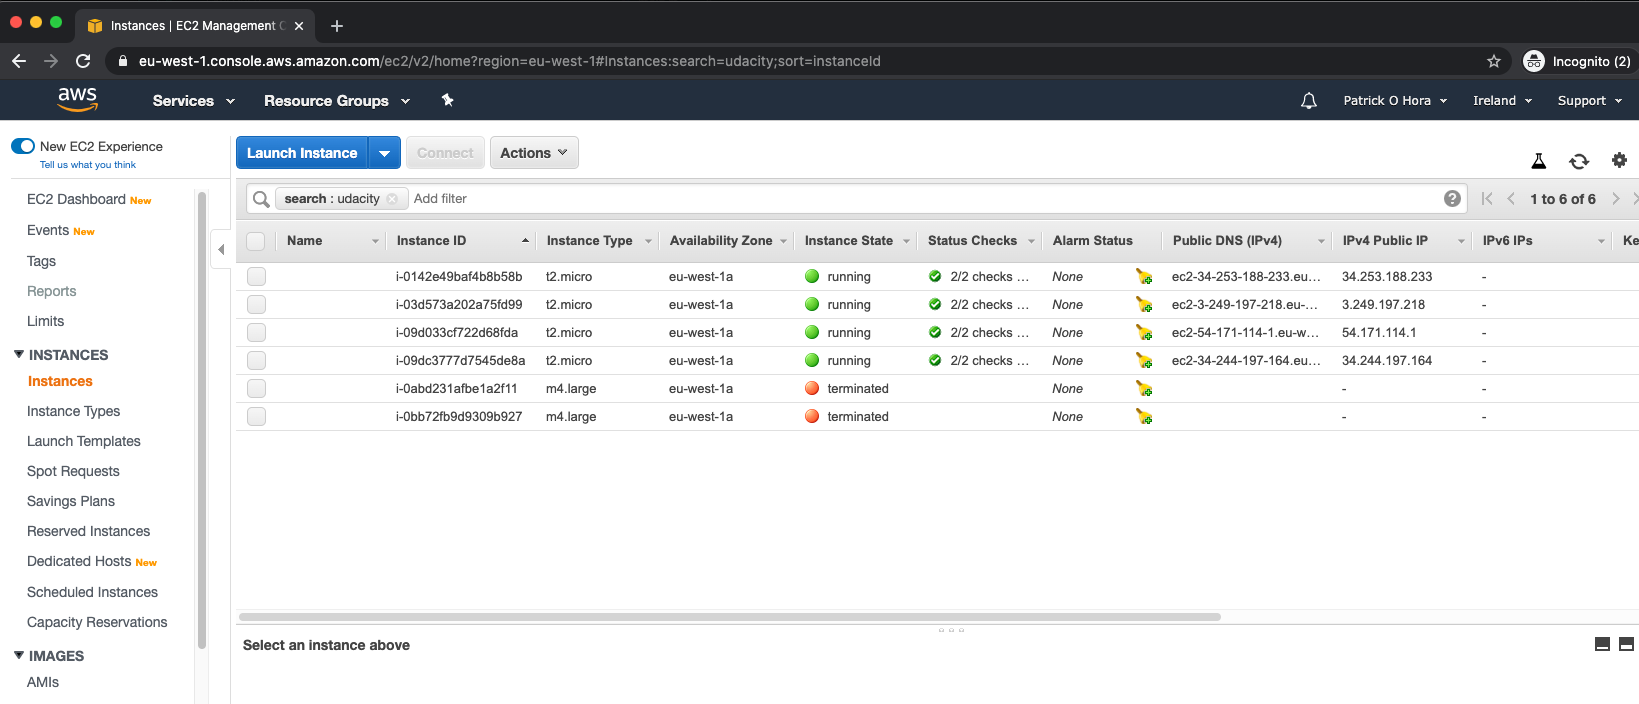 Instances | EC2 Management C
eu-west-1.console.aws.amazon.com/ec2/v2/home?region=eu-west-1#Instances:search=udacity;sort=instanceId
Incognito (2)
aws
Services
Resource Groups
Patrick O Hora
Ireland
Support
New EC2 Experience
Tell us what you think
EC2 Dashboard New
Events New
Tags
Reports
Limits
INSTANCES
Instances
Instance Types
Launch Templates
Spot Requests
Savings Plans
Reserved Instances
Dedicated Hosts New
Scheduled Instances
Capacity Reservations
IMAGES
AMIs
Launch Instance
Connect
Actions
search : udacity
Add filter
1 to 6 of 6
Name Instance ID Instance Type Availability Zone Instance State Status Checks Alarm Status Public DNS (IPv4) IPv4 Public IP IPv6 IPs Ke
i-0142e49baf4b8b58b t2.micro eu-west-1a running 2/2 checks ... None ec2-34-253-188-233.eu... 34.253.188.233 -
i-03d573a202a75fd99 t2.micro eu-west-1a running 2/2 checks ... None ec2-3-249-197-218.eu-... 3.249.197.218 -
i-09d033cf722d68fda t2.micro eu-west-1a running 2/2 checks ... None ec2-54-171-114-1.eu-w... 54.171.114.1 -
i-09dc3777d7545de8a t2.micro eu-west-1a running 2/2 checks ... None ec2-34-244-197-164.eu... 34.244.197.164 -
i-0abd231afbe1a2f11 m4.large eu-west-1a terminated None - -
i-0bb72fb9d9309b927 m4.large eu-west-1a terminated None - -
Select an instance above